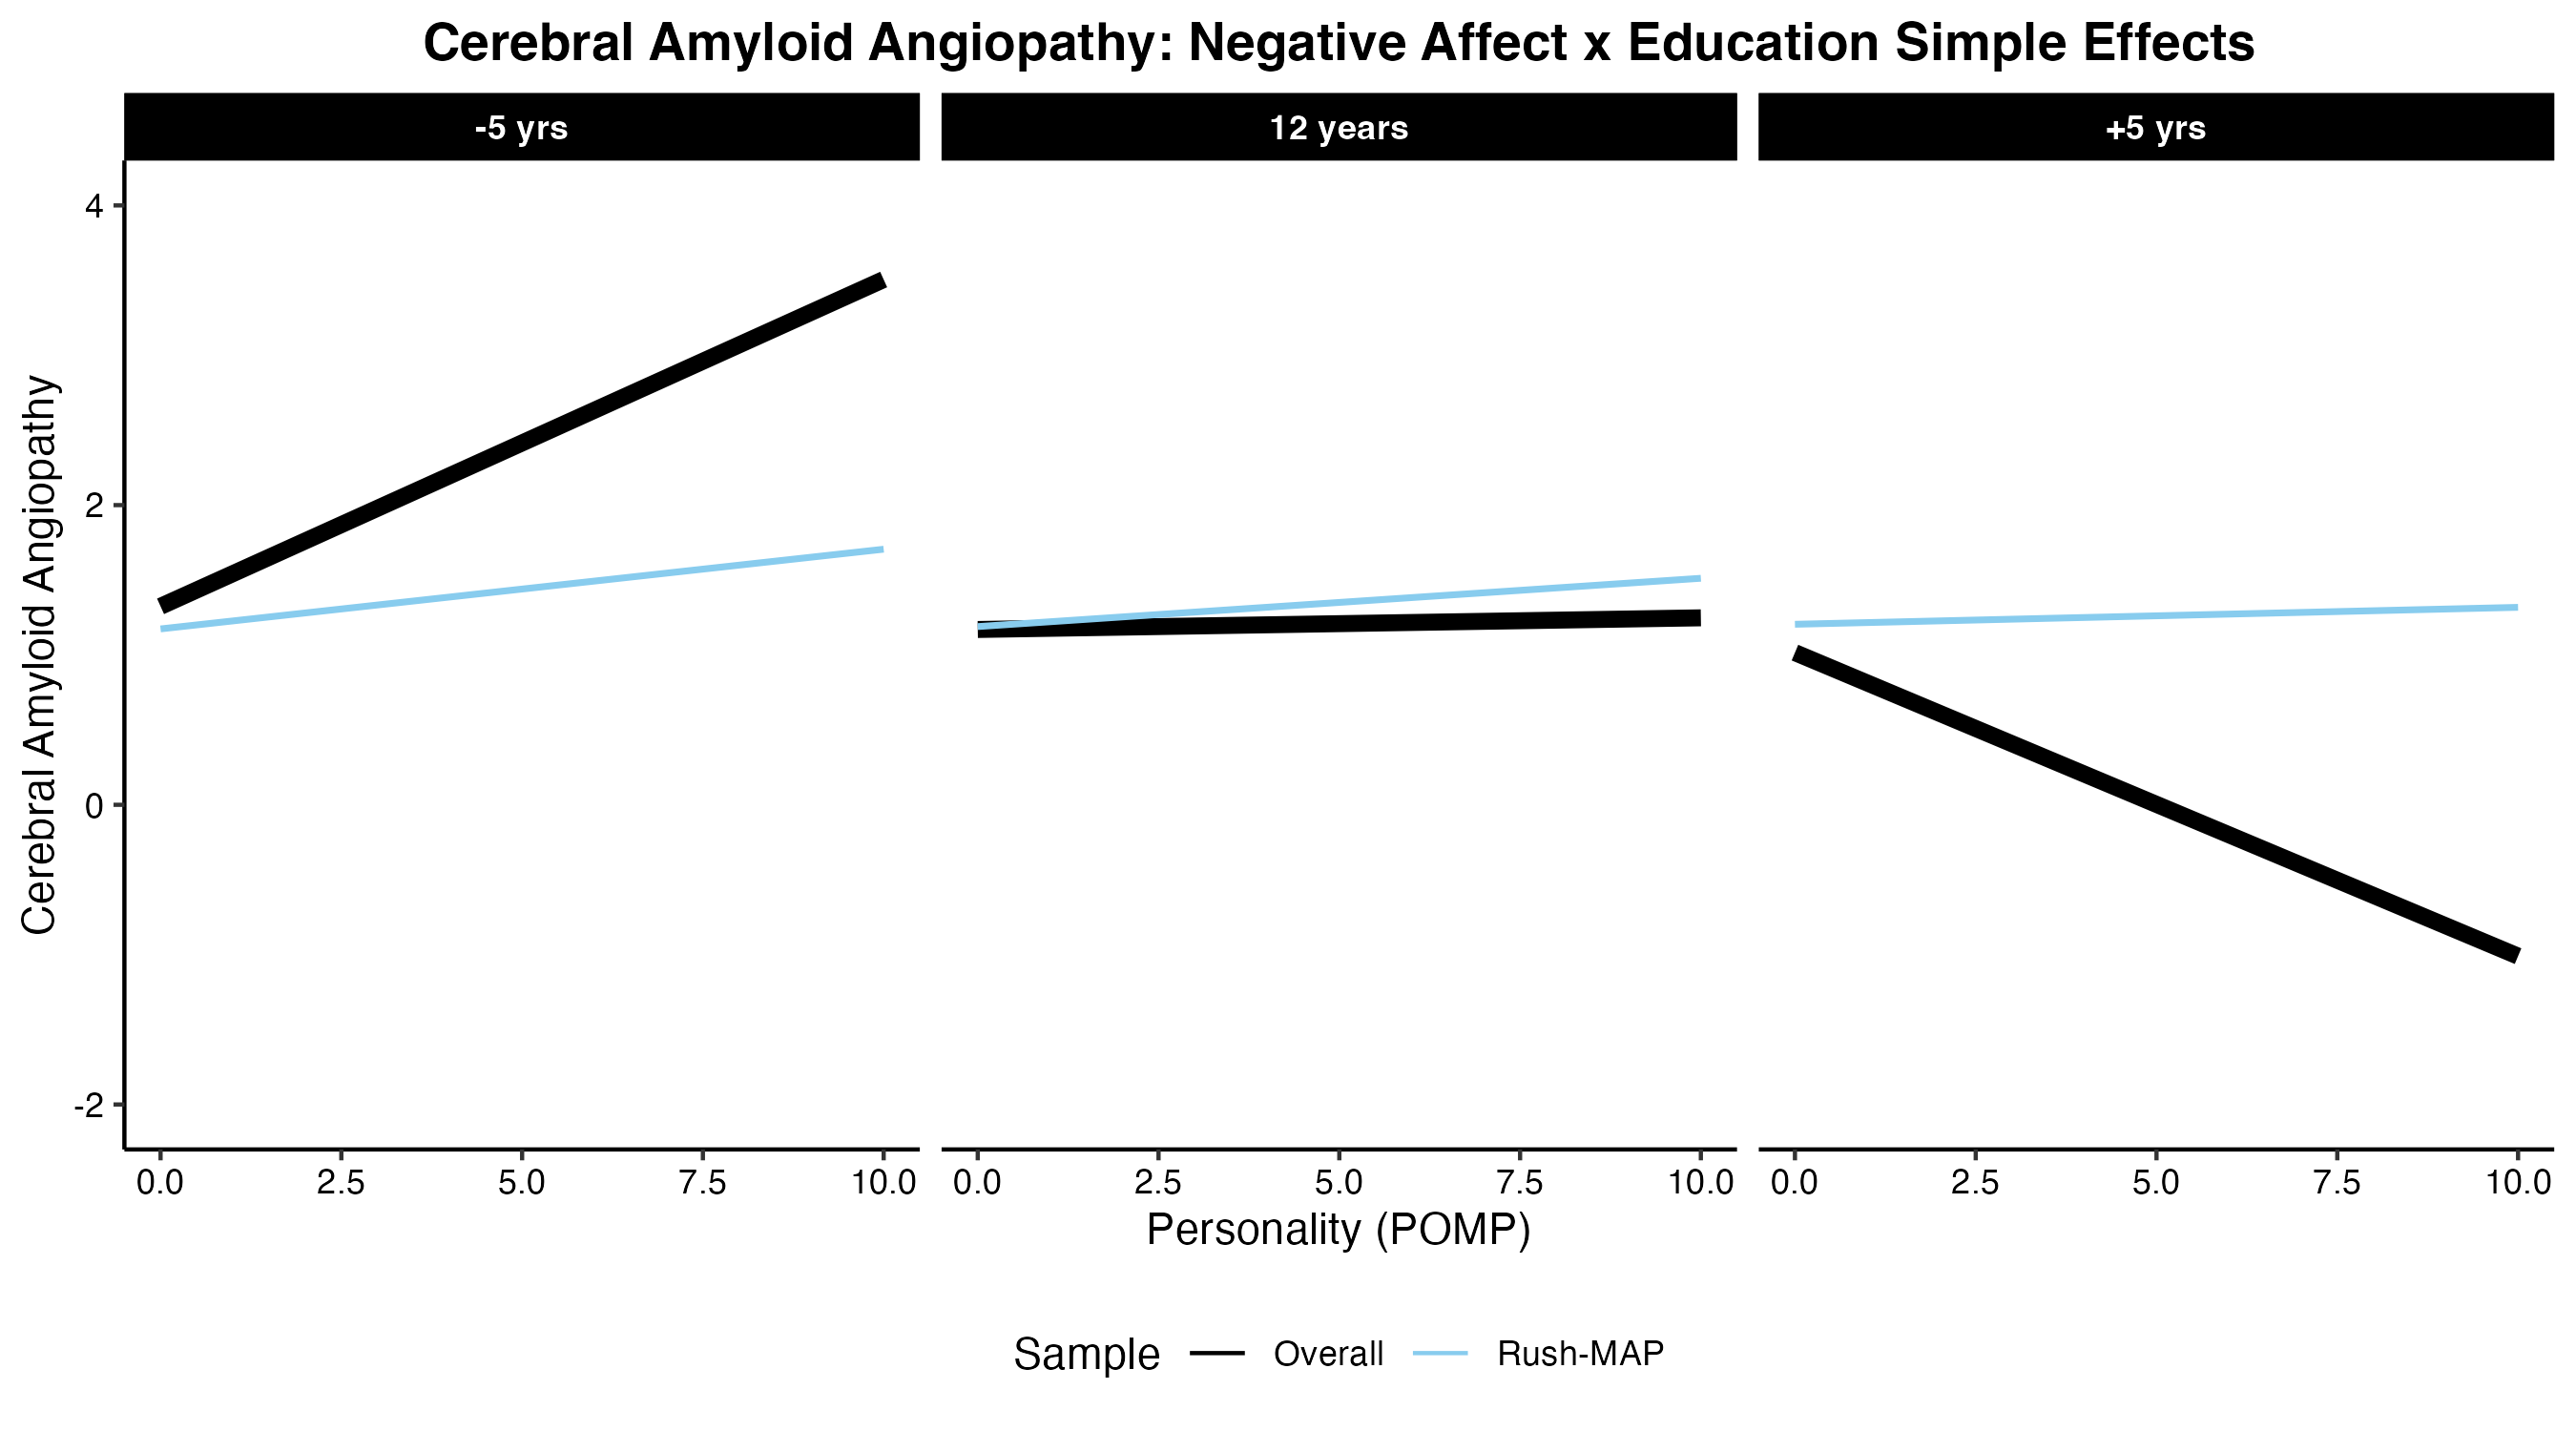 Cerebral Amyloid Angiopathy: Negative Affect x Education Simple Effects
-5 yrs
12 years
+5 yrs
Cerebral Amyloid Angiopathy
4
2
0
-2
0.0 2.5 5.0 7.5 10.0
0.0 2.5 5.0 7.5 10.0
0.0 2.5 5.0 7.5 10.0
Personality (POMP)
Sample Overall Rush-MAP